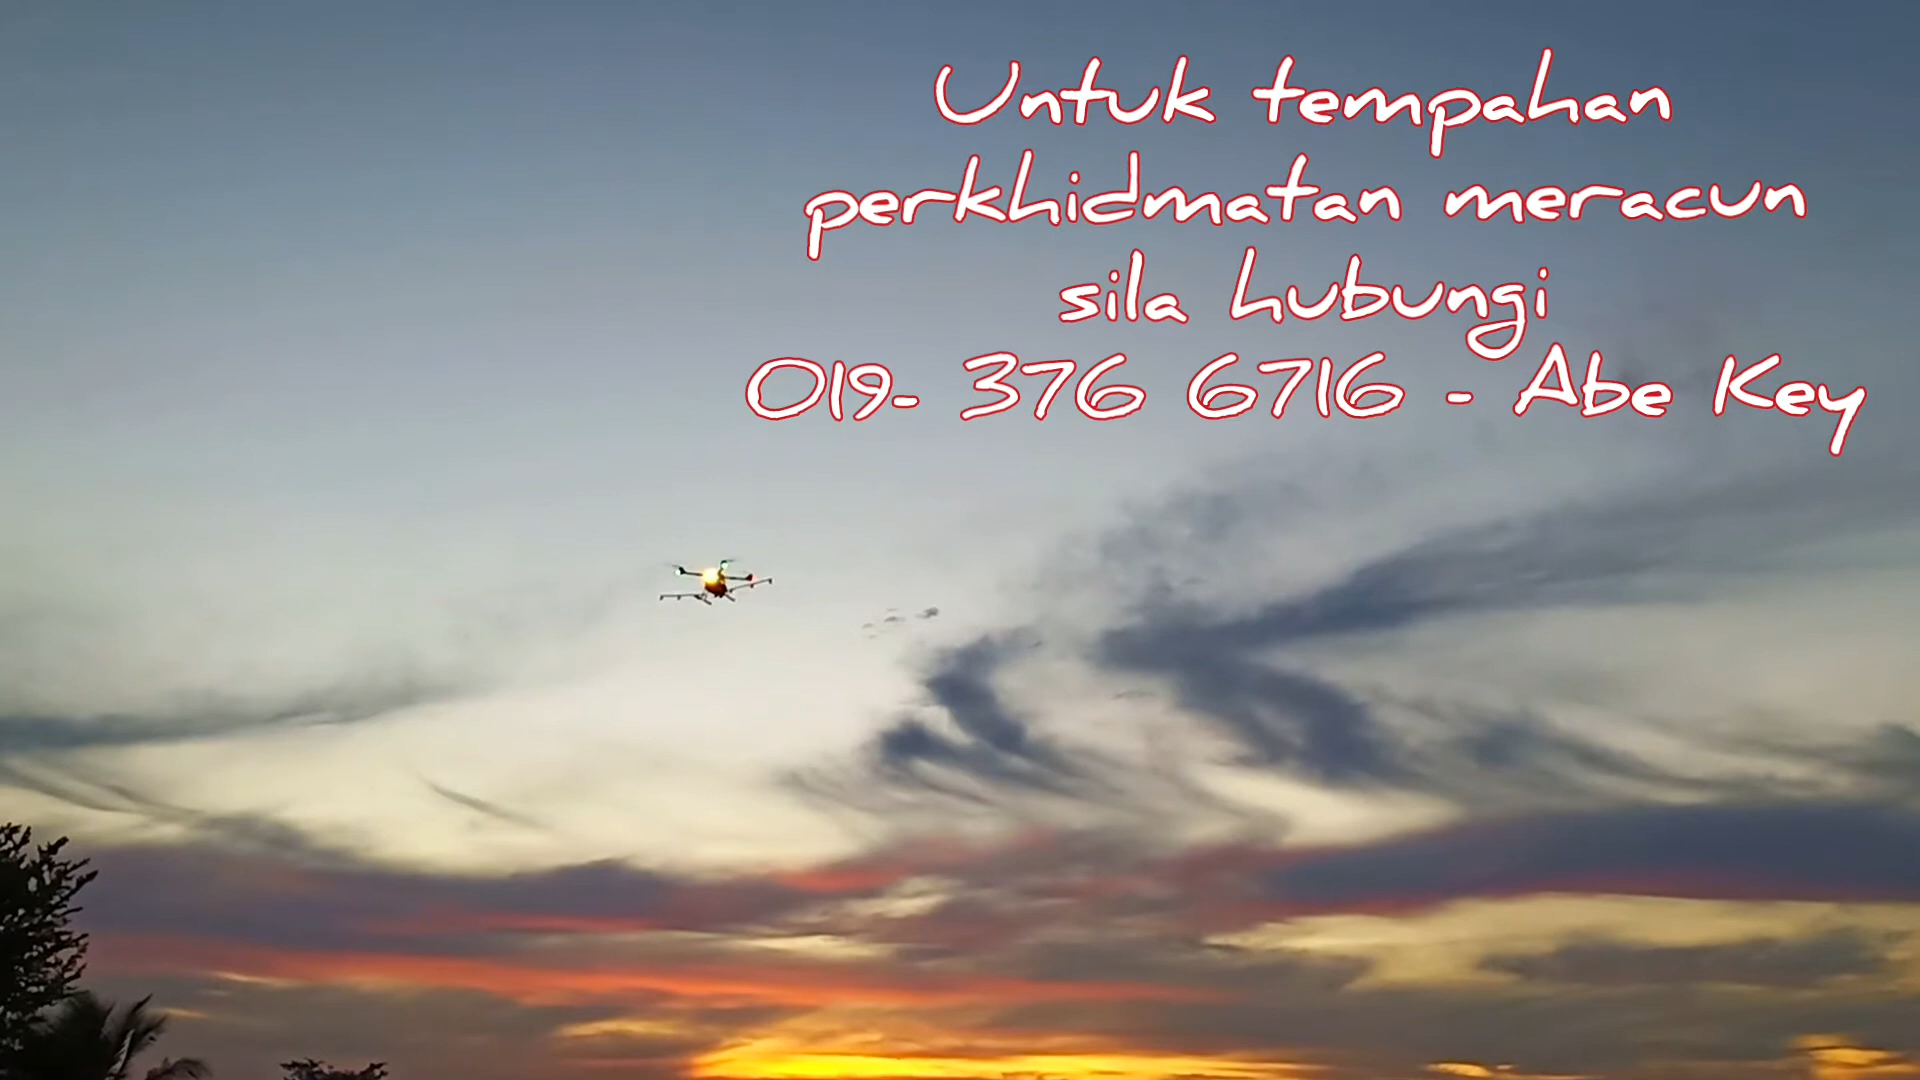 Untuk tempahan
perkhidmatan meracun
sila hubungi
019- 376 6716 - Abe Key